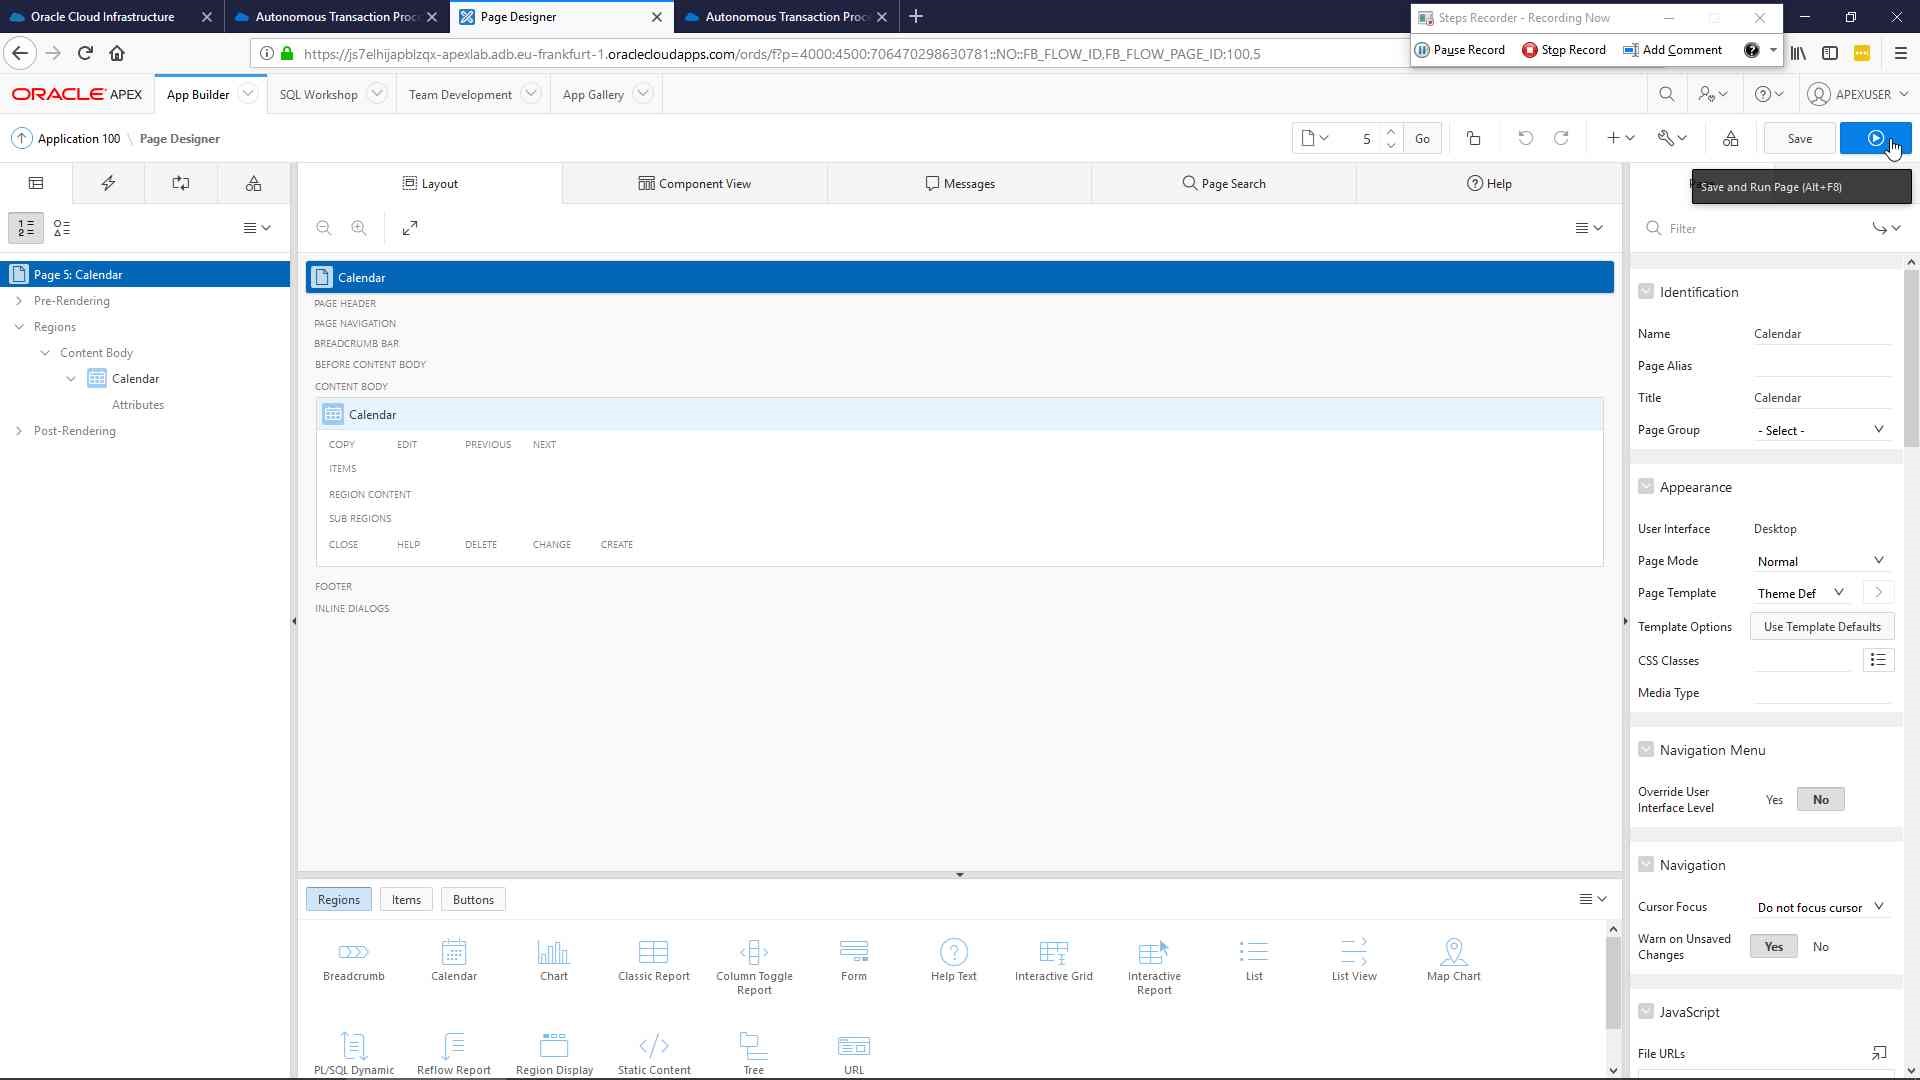 Oracle Cloud Infrastructure
Autonomous Transaction Proc
Page Designer
Autonomous Transaction Proc
Steps Recorder - Recording Now
https://js7elhijapblzqx-apexlab.adb.eu-frankfurt-1.oraclecloudapps.com/ords/f?p=4000:4500:706470298630781::NO::FB_FLOW_ID,FB_FLOW_PAGE_ID:100,5
Pause Record
Stop Record
Add Comment
ORACLE APEX
App Builder
SQL Workshop
Team Development
App Gallery
APEXUSER
Application 100 \ Page Designer
5
Go
Save
Layout
Component View
Messages
Page Search
Help
Save and Run Page (Alt+F8)
Filter
Page 5: Calendar
Pre-Rendering
Regions
Content Body
Calendar
Attributes
Post-Rendering
Calendar
PAGE HEADER
PAGE NAVIGATION
BREADCRUMB BAR
BEFORE CONTENT BODY
CONTENT BODY
Calendar
COPY EDIT PREVIOUS NEXT
ITEMS
REGION CONTENT
SUB REGIONS
CLOSE HELP DELETE CHANGE CREATE
FOOTER
INLINE DIALOGS
Regions Items Buttons
Breadcrumb
Calendar
Chart
Classic Report
Column Toggle
Report
Form
Help Text
Interactive Grid
Interactive
Report
List
List View
Map Chart
PL/SQL Dynamic
Reflow Report
Region Display
Static Content
Tree
URL
Identification
Name Calendar
Page Alias
Title Calendar
Page Group - Select -
Appearance
User Interface Desktop
Page Mode Normal
Page Template Theme Def
Template Options Use Template Defaults
CSS Classes
Media Type
Navigation Menu
Override User
Interface Level
Yes No
Navigation
Cursor Focus Do not focus cursor
Warn on Unsaved
Changes
Yes No
JavaScript
File URLs